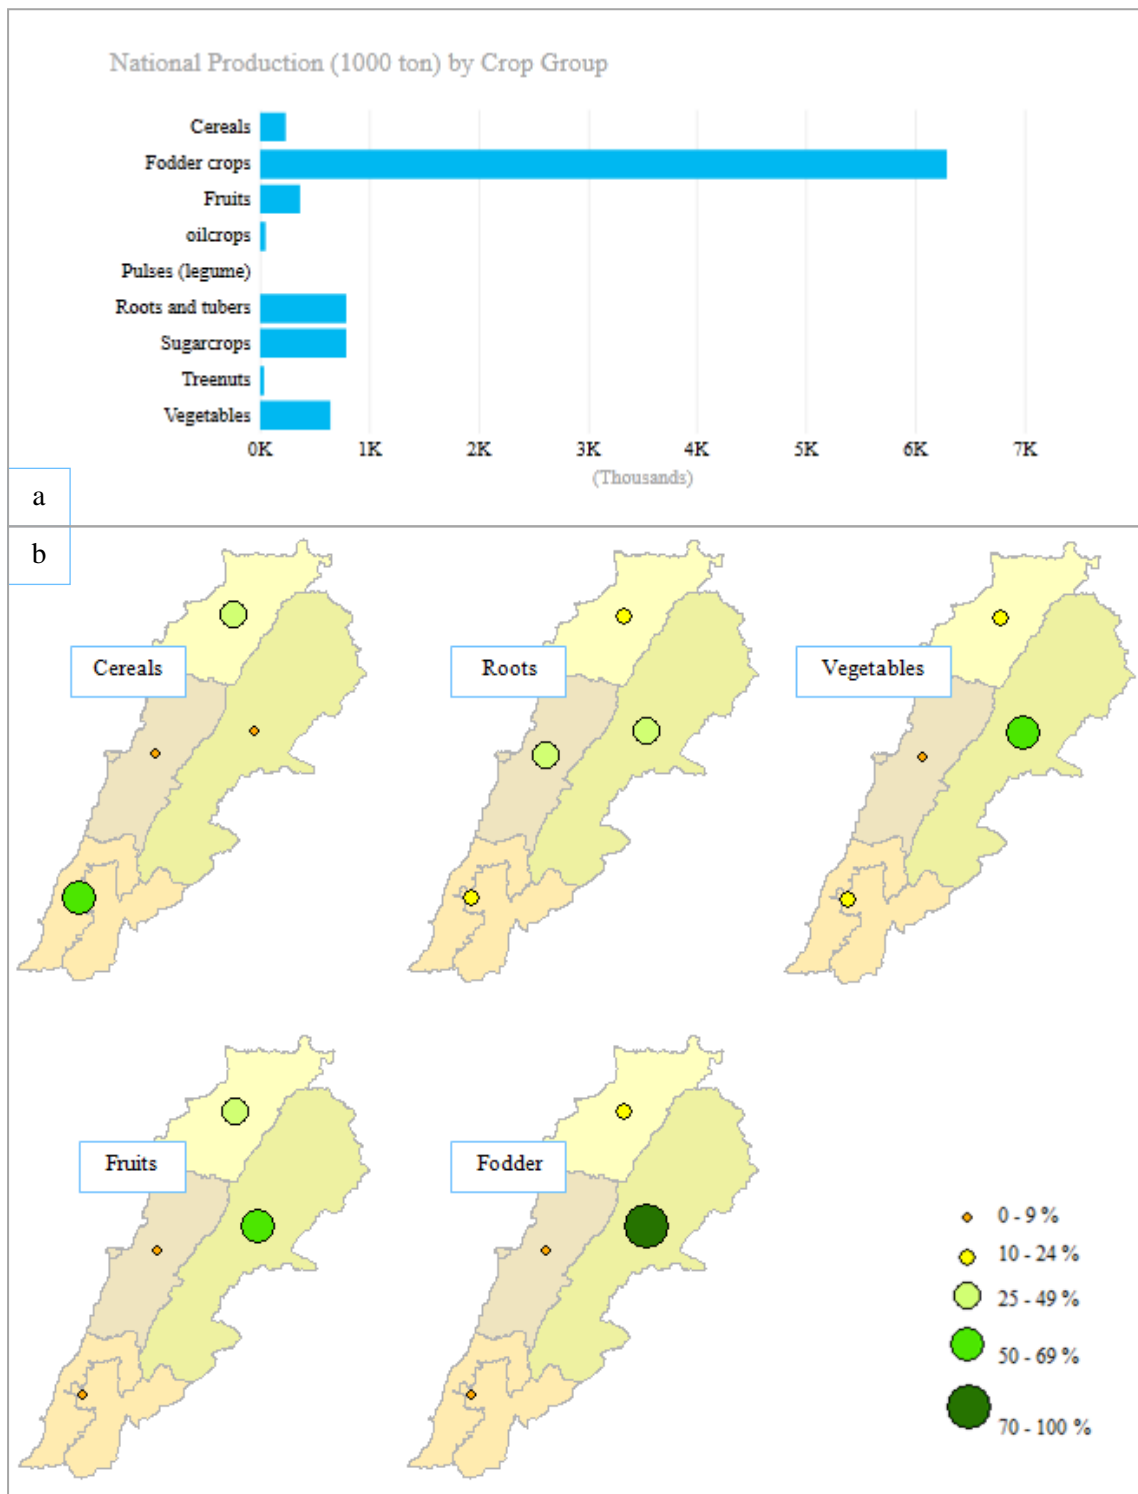 National Production (1000 ton) by Crop Group
Cereals
Fodder crops
Fruits
oilcrops
Pulses (legume)
Roots and tubers
Sugarcrops
Treenuts
Vegetables
0K 1K 2K 3K 4K 5K 6K 7K
(Thousands)
a
b
Cereals
Roots
Vegetables
Fruits
Fodder
0 - 9 %
10 - 24 %
25 - 49 %
50 - 69 %
70 - 100 %